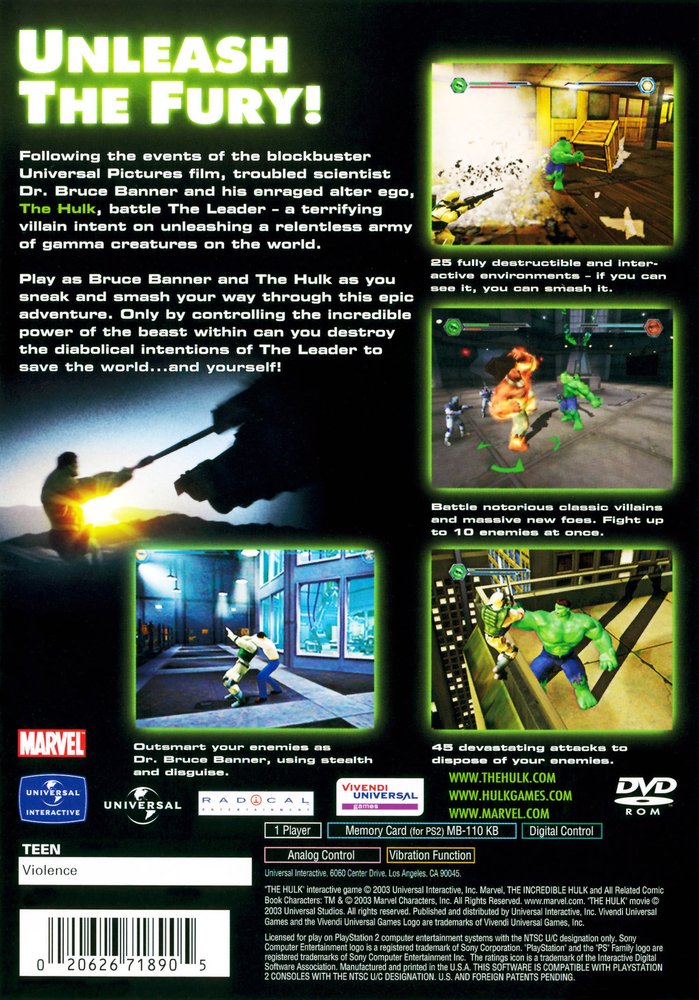 UNLEASH
THE FURY!
Following the events of the blockbuster
Universal Pictures film, troubled scientist
Dr. Bruce Banner and his enraged alter ego,
The Hulk, battle The Leader – a terrifying
villain intent on unleashing a relentless army
of gamma creatures on the world.
Play as Bruce Banner and The Hulk as you
sneak and smash your way through this epic
adventure. Only by controlling the incredible
power of the beast within can you destroy
the diabolical intentions of The Leader to
save the world...and yourself!
25 fully destructible and inter-
active environments – if you can
see it, you can smash it.
Battle notorious classic villains
and massive new foes. Fight up
to 10 enemies at once.
Outsmart your enemies as
Dr. Bruce Banner, using stealth
and disguise.
45 devastating attacks to
dispose of your enemies.
MARVEL
UNIVERSAL
INTERACTIVE
UNIVERSAL
RADICAL
ENTERTAINMENT
VIVENDI
UNIVERSAL
games
WWW.THEHULK.COM
WWW.HULKGAMES.COM
WWW.MARVEL.COM
DVD
ROM
1 Player
Memory Card (for PS2) MB-110 KB
Digital Control
Analog Control
Vibration Function
TEEN
Violence
Universal Interactive, 6060 Center Drive, Los Angeles, CA 90045.
"THE HULK" interactive game © 2003 Universal Interactive, Inc. Marvel, THE INCREDIBLE HULK and All Related Comic
Book Characters: TM & © 2003 Marvel Characters, Inc. All Rights Reserved. www.marvel.com. "THE HULK" movie ©
2003 Universal Studios. All rights reserved. Published and distributed by Universal Interactive, Inc. Vivendi Universal
Games and the Vivendi Universal Games Logo are trademarks of Vivendi Universal Games, Inc.
Licensed for play on PlayStation 2 computer entertainment systems with the NTSC U/C designation only. Sony
Computer Entertainment logo is a registered trademark of Sony Corporation. "PlayStation" and the "PS" Family logo are
registered trademarks of Sony Computer Entertainment Inc. The ratings icon is a trademark of the Interactive Digital
Software Association. Manufactured and printed in the U.S.A. THIS SOFTWARE IS COMPATIBLE WITH PLAYSTATION
2 CONSOLES WITH THE NTSC U/C DESIGNATION. U.S. AND FOREIGN PATENTS PENDING.
0 20626 71890 5